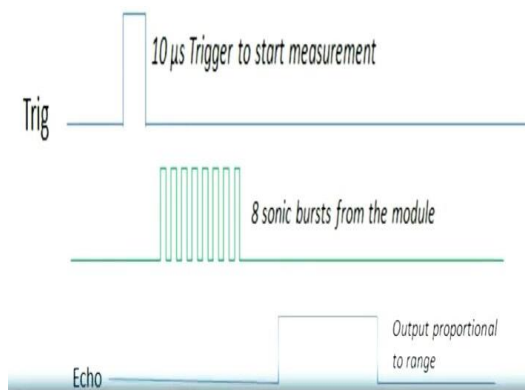 10 µs Trigger to start measurement
Trig
8 sonic bursts from the module
Output proportional
to range
Echo